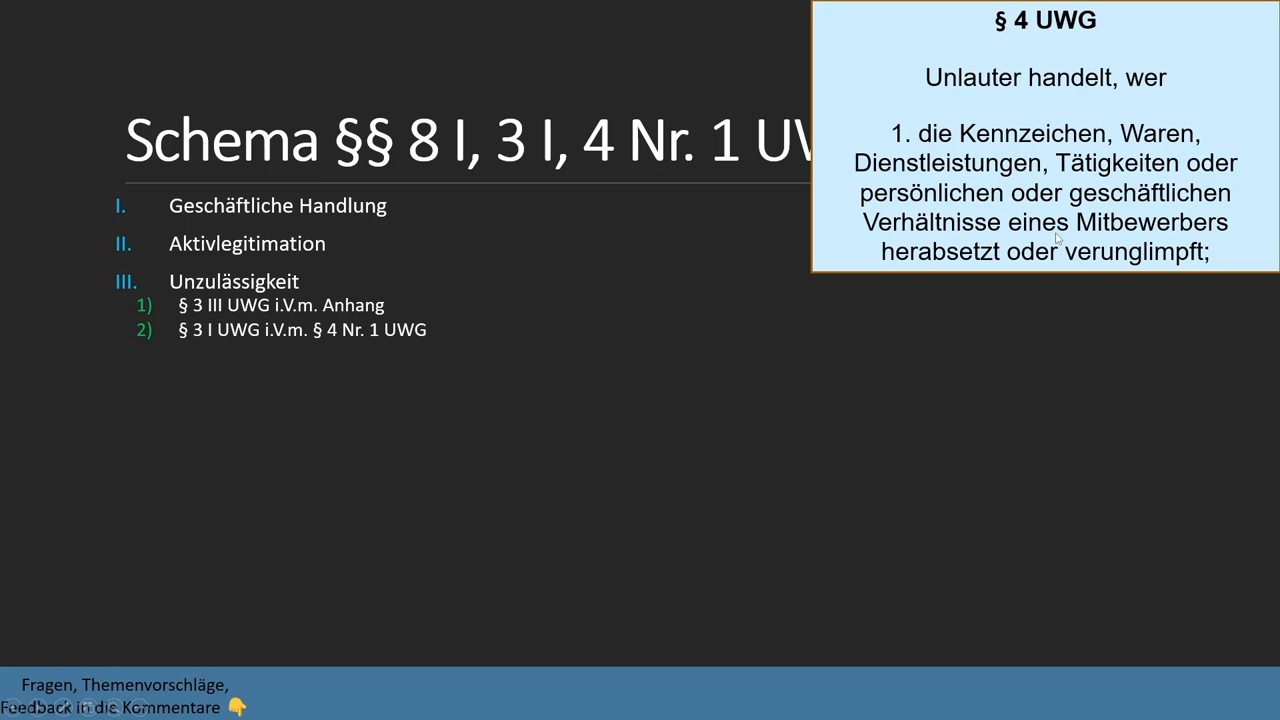 Schema §§ 8 I, 3 I, 4 Nr. 1
I. Geschäftliche Handlung
II. Aktivlegitimation
III. Unzulässigkeit
1) § 3 III UWG i.V.m. Anhang
2) § 3 I UWG i.V.m. § 4 Nr. 1 UWG
§ 4 UWG
Unlauter handelt, wer
1. die Kennzeichen, Waren,
Dienstleistungen, Tätigkeiten oder
persönlichen oder geschäftlichen
Verhältnisse eines Mitbewerbers
herabsetzt oder verunglimpft;
Fragen, Themenvorschläge,
Feedback in die Kommentare 👇